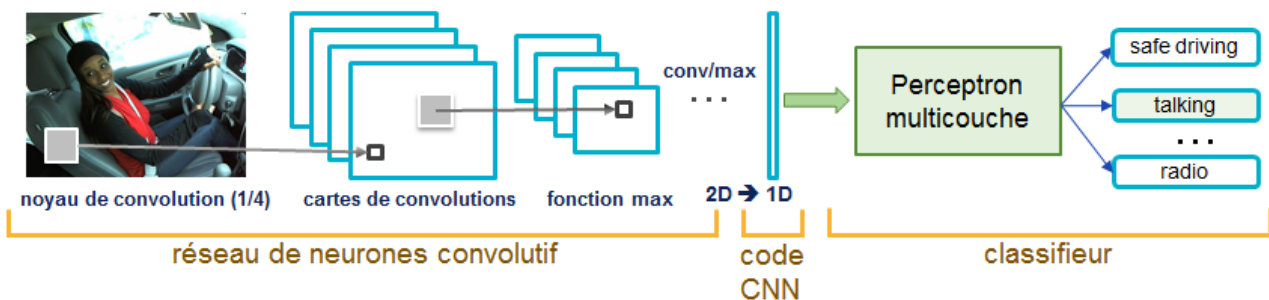 noyau de convolution (1/4)
cartes de convolutions
fonction max
conv/max
...
2D ➔ 1D
Perceptron
multicouche
safe driving
talking
...
radio
réseau de neurones convolutif
code
CNN
classifieur